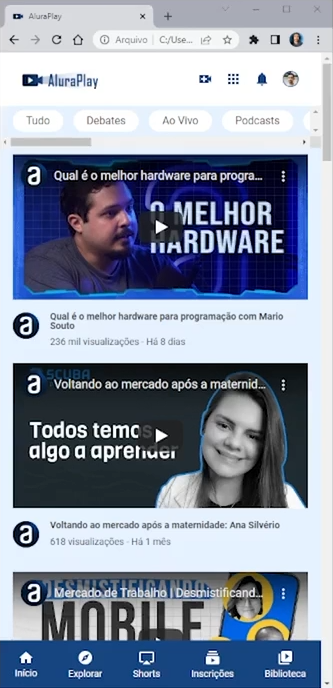 AluraPlay
Arquivo
C:/Use...
AluraPlay
Tudo
Debates
Ao Vivo
Podcasts
a
Qual é o melhor hardware para progra...
O MELHOR
HARDWARE
a
Qual é o melhor hardware para programação com Mario
Souto
236 mil visualizações · Há 8 dias
SCUBA
a
Voltando ao mercado após a maternid...
Todos temos
algo a aprender
a
Voltando ao mercado após a maternidade: Ana Silvério
618 visualizações · Há 1 mês
DESMISTIFICANDO
a
Mercado de Trabalho | Desmistificand...
MOBILE
Início
Explorar
Shorts
Inscrições
Biblioteca